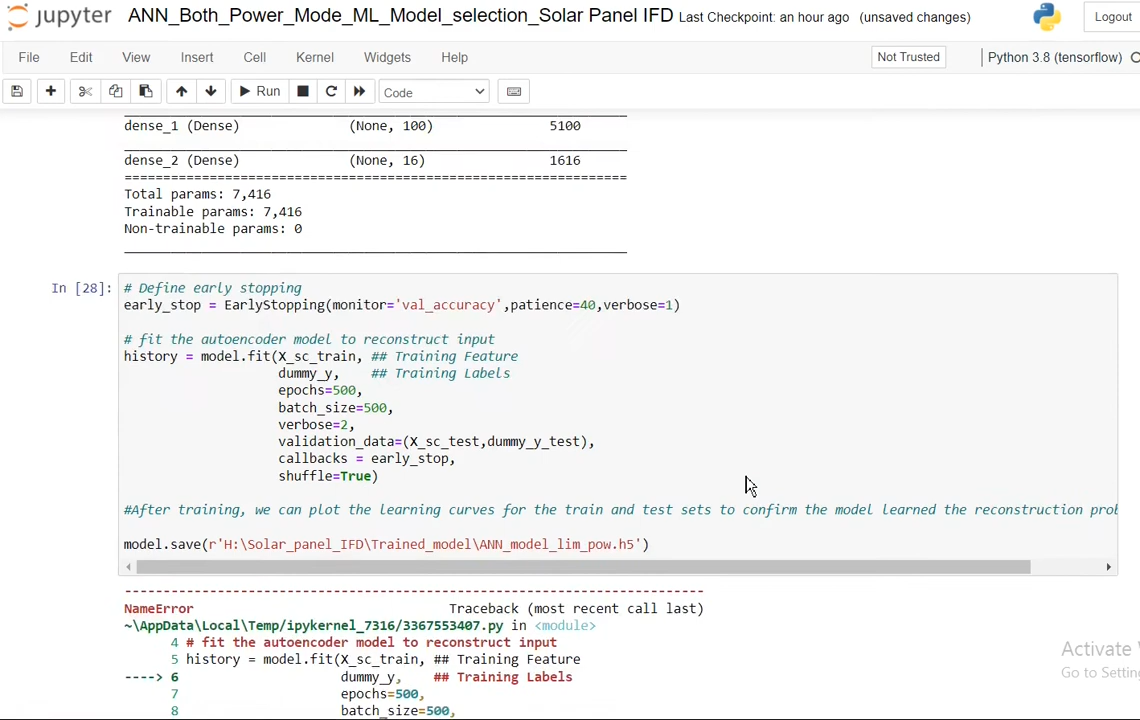 jupyter ANN_Both_Power_Mode_ML_Model_selection_Solar Panel IFD Last Checkpoint: an hour ago (unsaved changes) Logout
File Edit View Insert Cell Kernel Widgets Help Not Trusted Python 3.8 (tensorflow)
Run Code
dense_1 (Dense) (None, 100) 5100
dense_2 (Dense) (None, 16) 1616
=================================================================
Total params: 7,416
Trainable params: 7,416
Non-trainable params: 0
In [28]: # Define early stopping
early_stop = EarlyStopping(monitor='val_accuracy',patience=40,verbose=1)
# fit the autoencoder model to reconstruct input
history = model.fit(X_sc_train, ## Training Feature
dummy_y, ## Training Labels
epochs=500,
batch_size=500,
verbose=2,
validation_data=(X_sc_test,dummy_y_test),
callbacks = early_stop,
shuffle=True)
#After training, we can plot the learning curves for the train and test sets to confirm the model learned the reconstruction
model.save(r'H:\Solar_panel_IFD\Trained_model\ANN_model_lim_pow.h5')
---------------------------------------------------------------------------
NameError Traceback (most recent call last)
~\AppData\Local\Temp/ipykernel_7316/3367553407.py in <module>
4 # fit the autoencoder model to reconstruct input
5 history = model.fit(X_sc_train, ## Training Feature
----> 6 dummy_y, ## Training Labels
7 epochs=500,
8 batch_size=500,
Activate
Go to